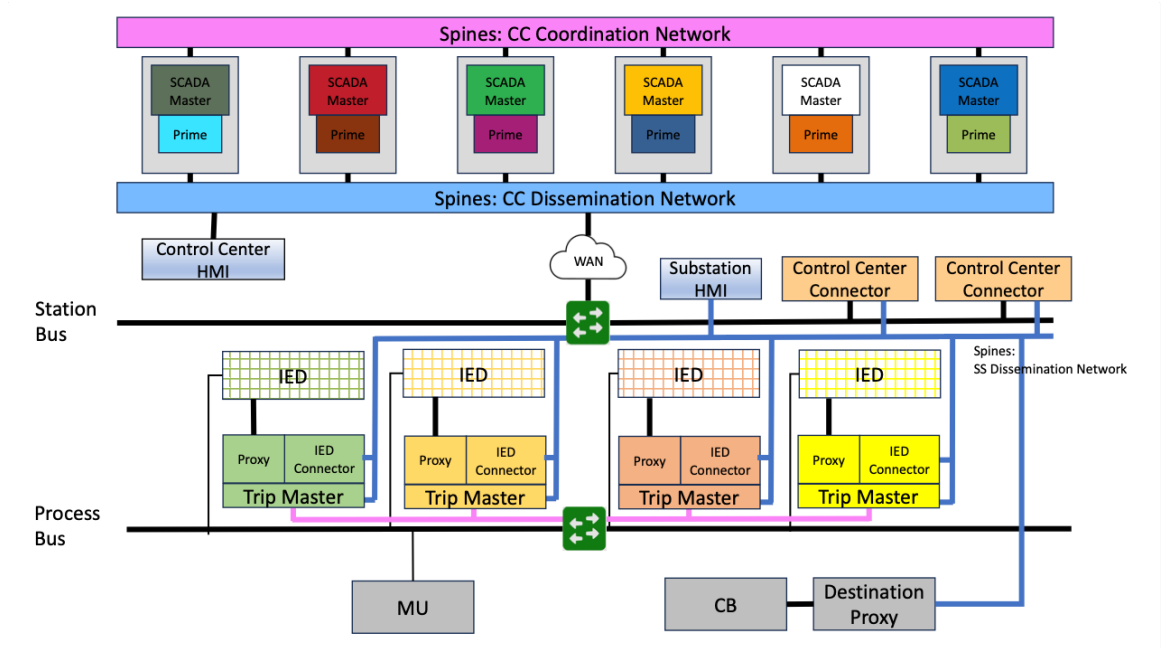 Spines: CC Coordination Network
SCADA
Master
Prime
SCADA
Master
Prime
SCADA
Master
Prime
SCADA
Master
Prime
SCADA
Master
Prime
SCADA
Master
Prime
Spines: CC Dissemination Network
Control Center
HMI
WAN
Substation
HMI
Control Center
Connector
Control Center
Connector
Station
Bus
Spines:
SS Dissemination Network
IED
IED
IED
IED
Proxy
IED
Connector
Trip Master
Proxy
IED
Connector
Trip Master
Proxy
IED
Connector
Trip Master
Proxy
IED
Connector
Trip Master
Process
Bus
MU
CB
Destination
Proxy